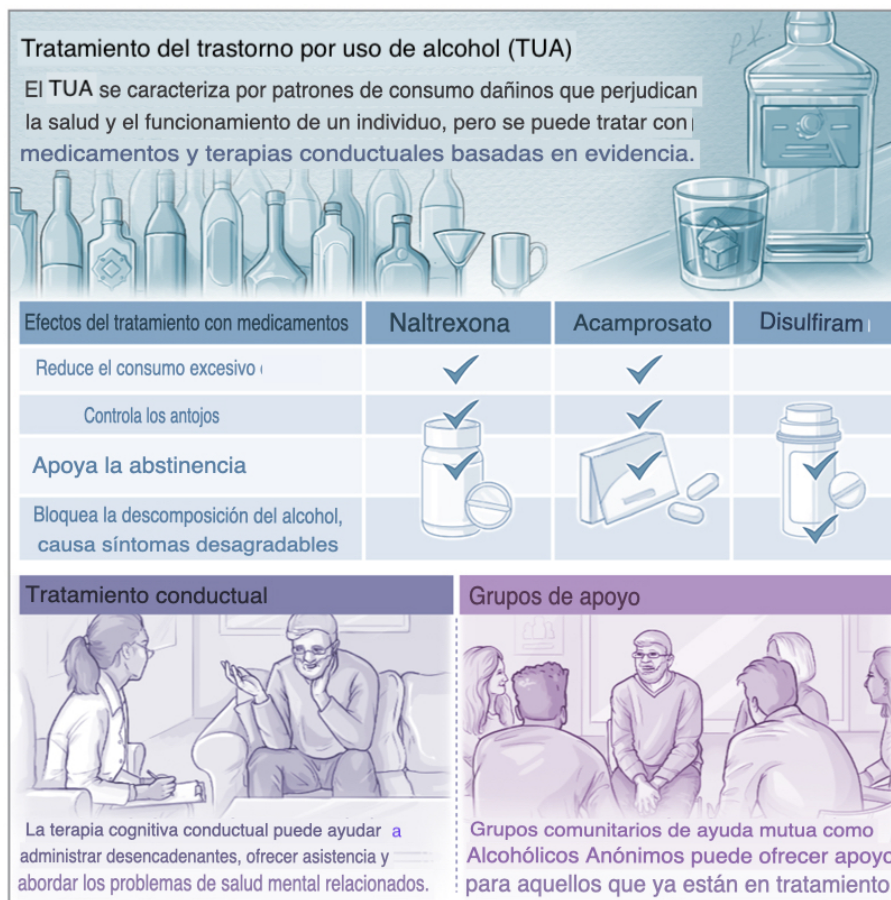 Tratamiento del trastorno por uso de alcohol (TUA)
El TUA se caracteriza por patrones de consumo dañinos que perjudican
la salud y el funcionamiento de un individuo, pero se puede tratar con
medicamentos y terapias conductuales basadas en evidencia.
Efectos del tratamiento con medicamentos Naltrexona Acamprosato Disulfiram
Reduce el consumo excesivo
Controla los antojos
Apoya la abstinencia
Bloquea la descomposición del alcohol,
causa síntomas desagradables
Tratamiento conductual
La terapia cognitiva conductual puede ayudar a
administrar desencadenantes, ofrecer asistencia y
abordar los problemas de salud mental relacionados.
Grupos de apoyo
Grupos comunitarios de ayuda mutua como
Alcohólicos Anónimos puede ofrecer apoyo
para aquellos que ya están en tratamiento